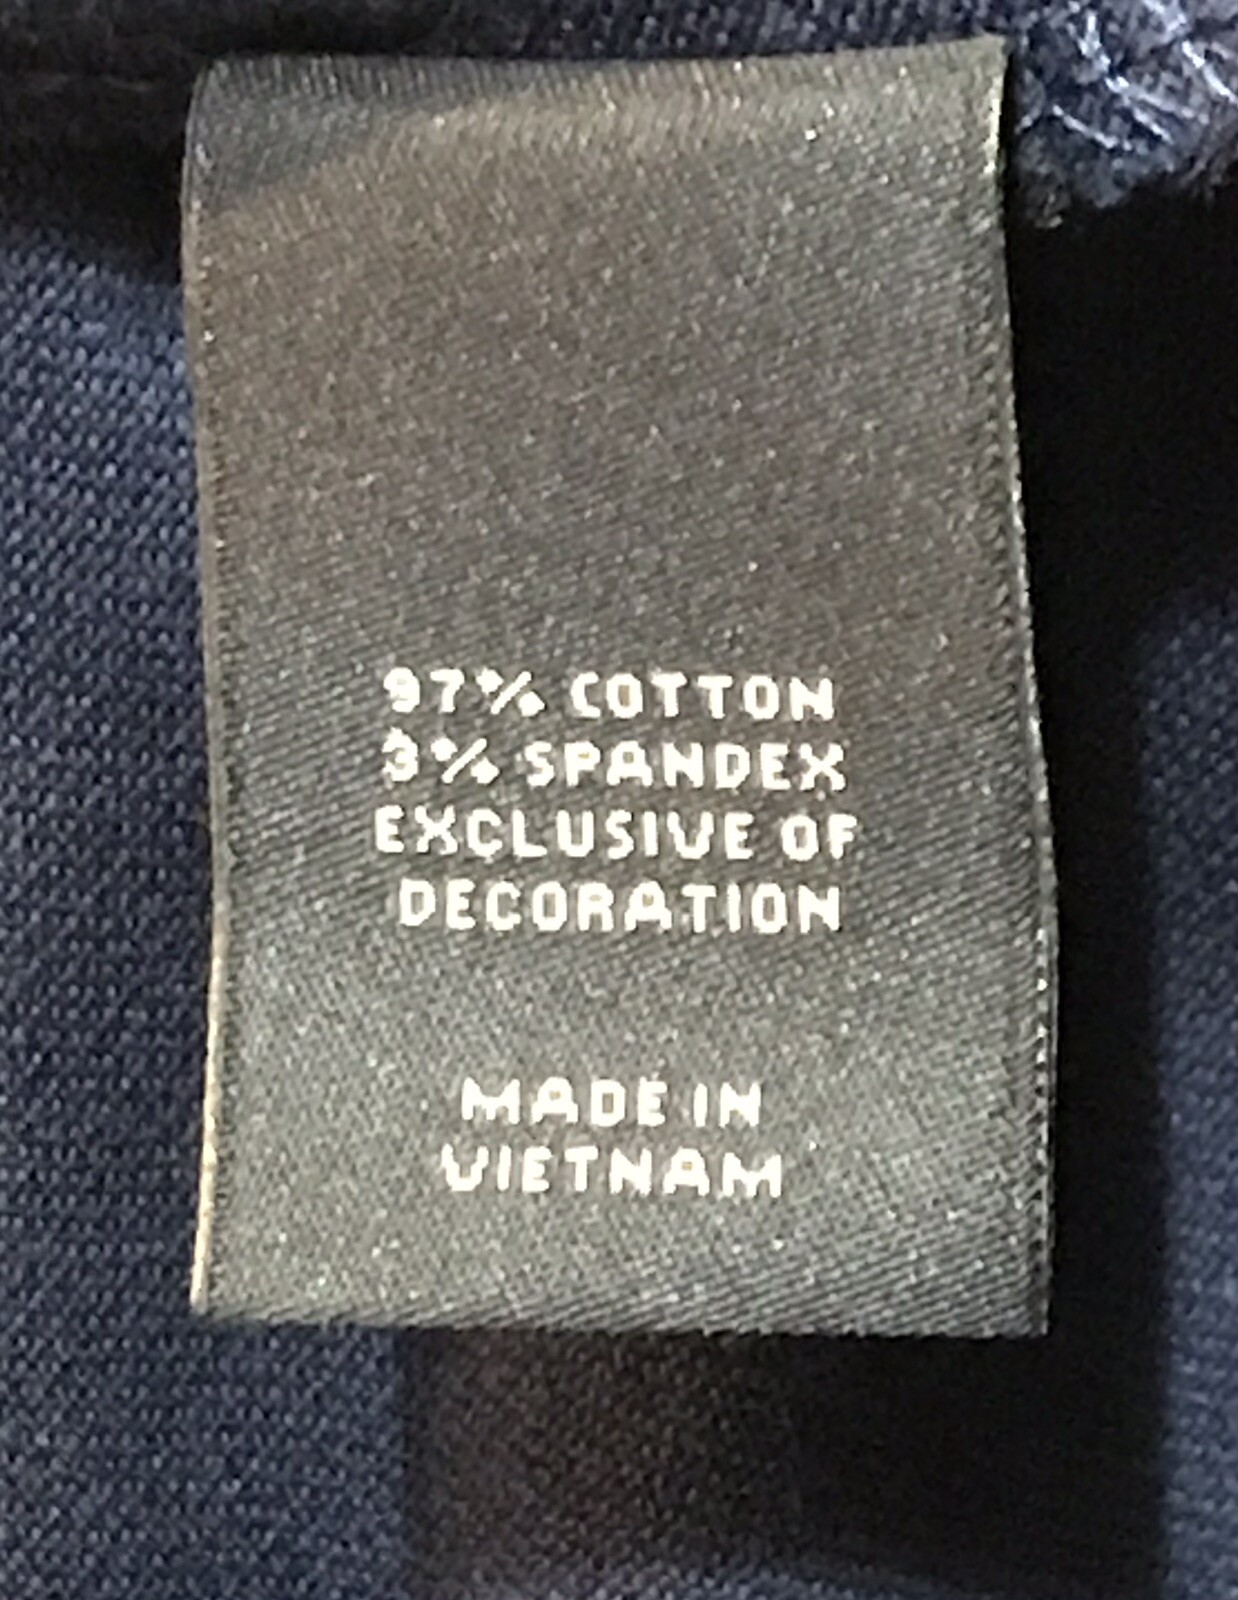 97% COTTON
3% SPANDEX
EXCLUSIVE OF
DECORATION
MADE IN
VIETNAM